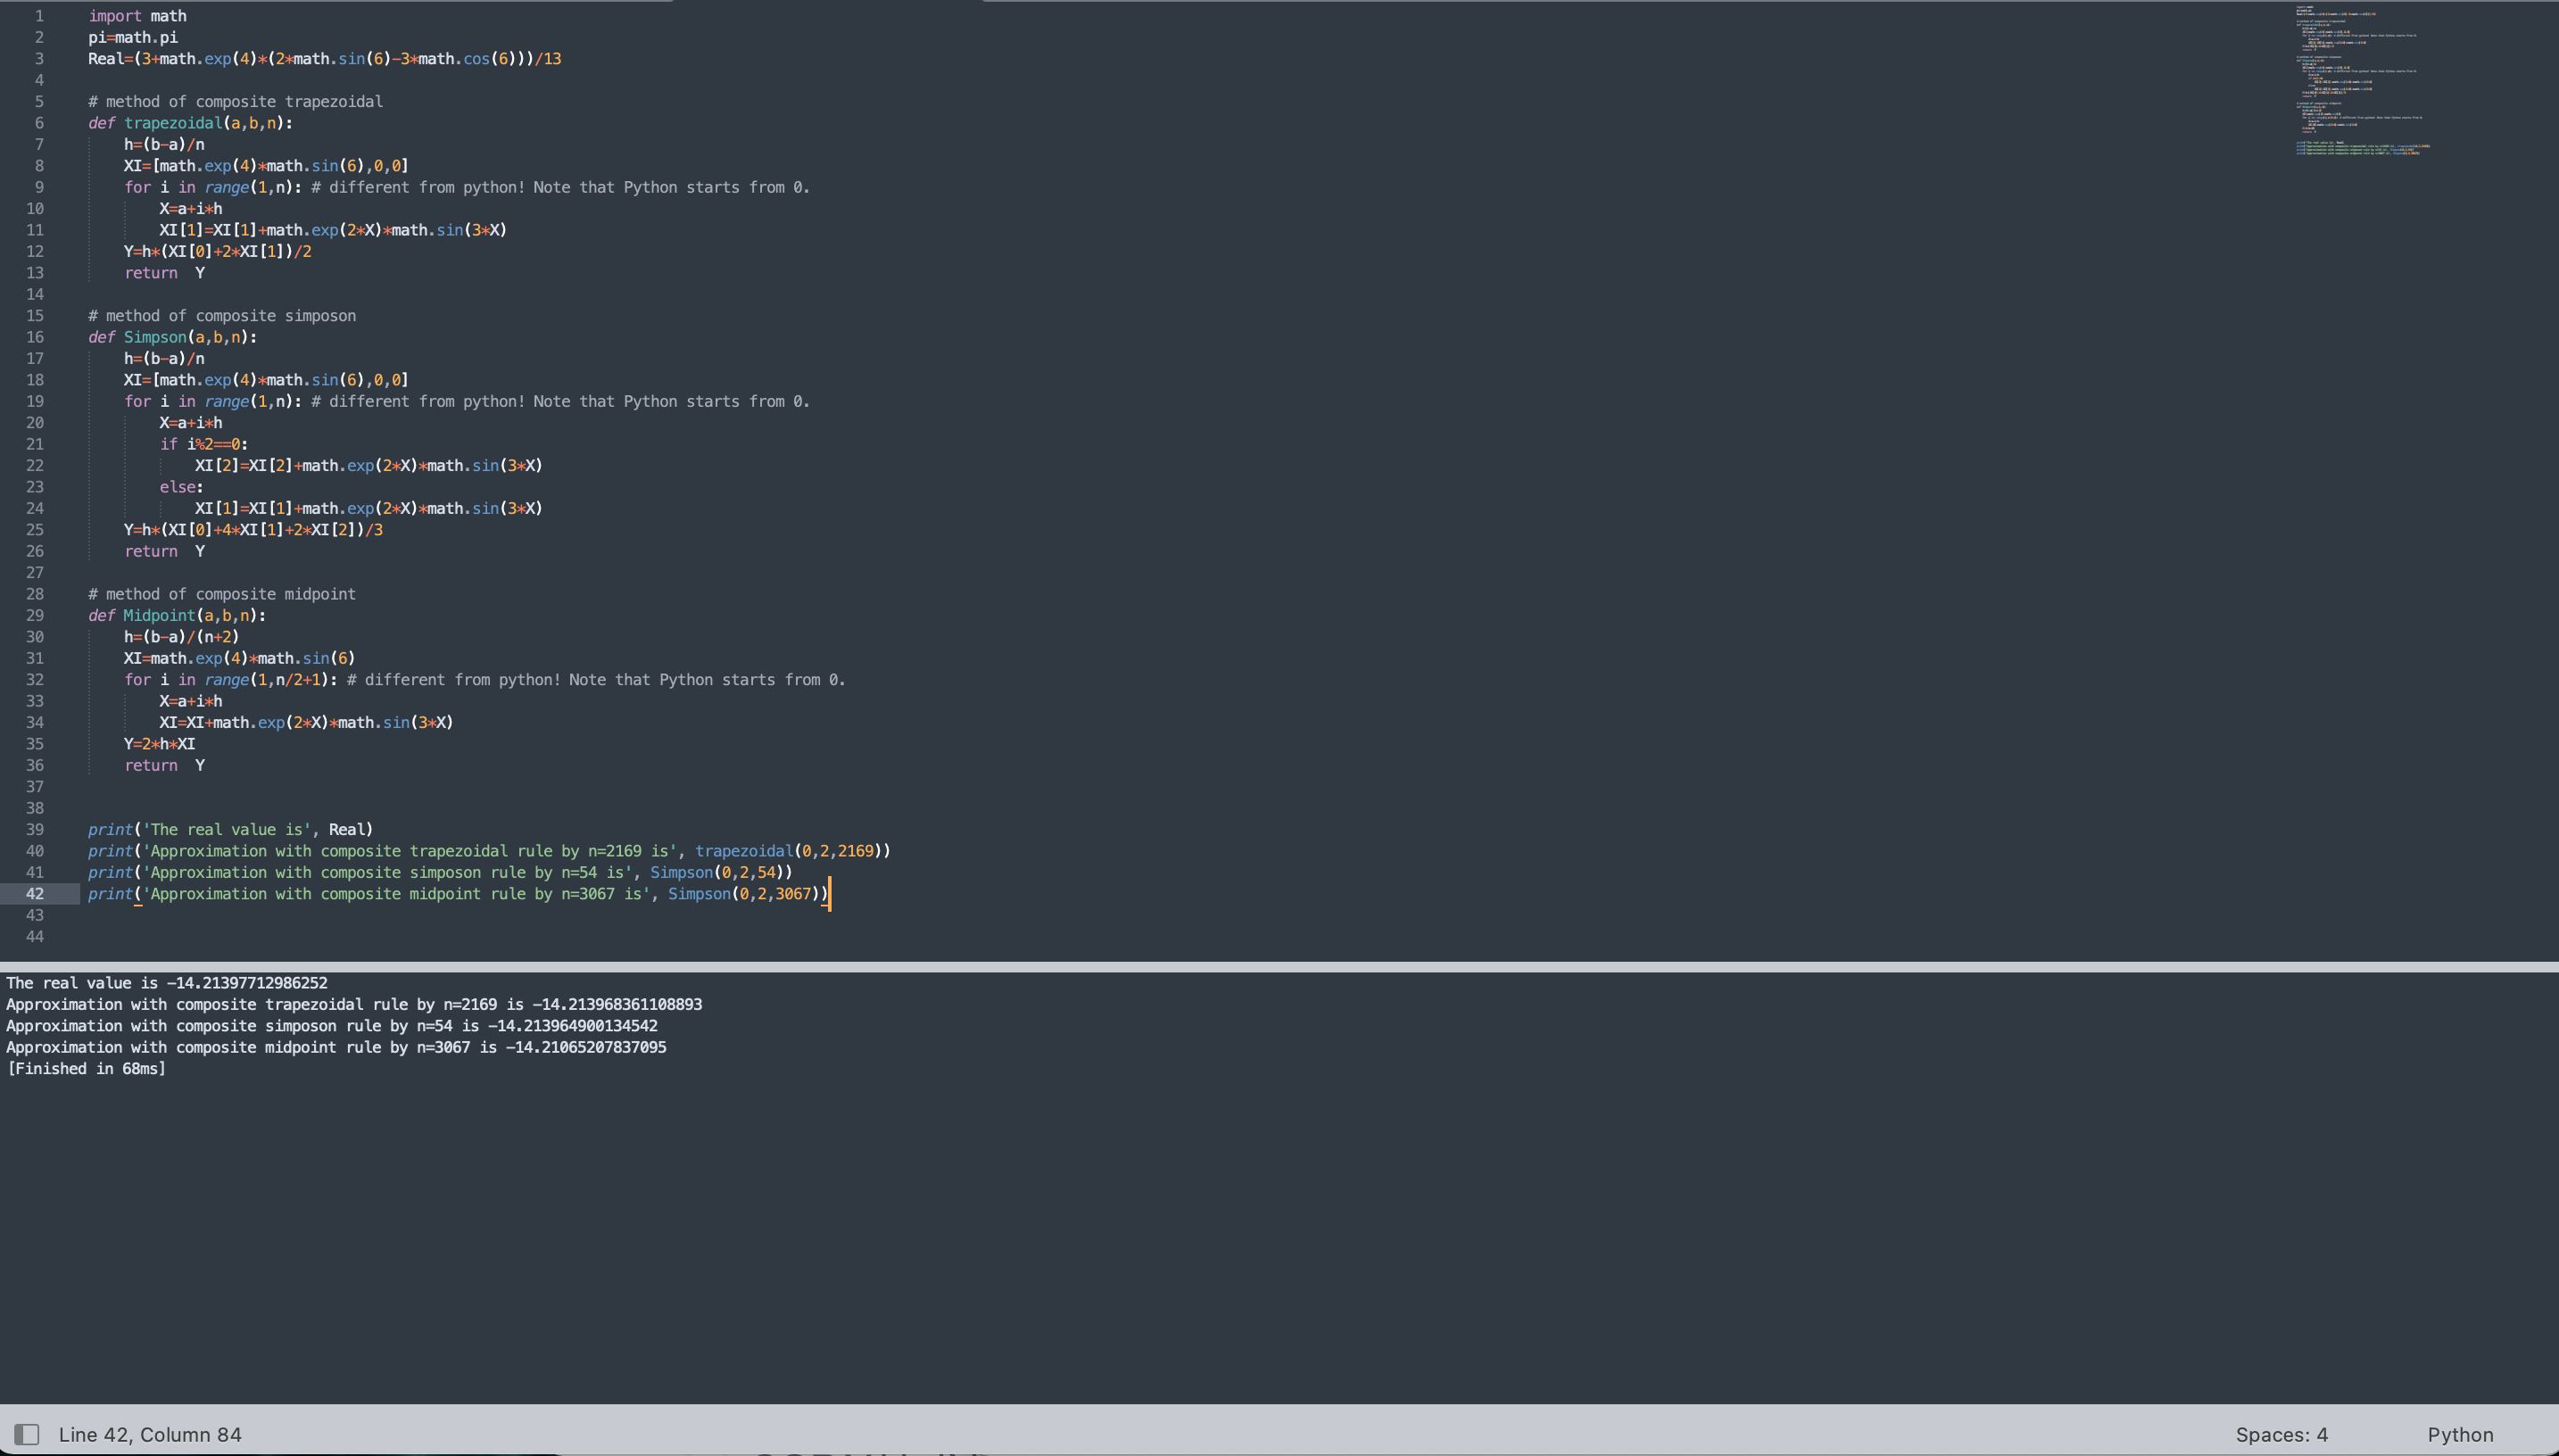 1 import math
2 pi=math.pi
3 Real=(3+math.exp(4)*(2*math.sin(6)-3*math.cos(6)))/13
4
5 # method of composite trapezoidal
6 def trapezoidal(a,b,n):
7 h=(b-a)/n
8 XI=[math.exp(4)*math.sin(6),0,0]
9 for i in range(1,n): # different from python! Note that Python starts from 0.
10 X=a+i*h
11 XI[1]=XI[1]+math.exp(2*X)*math.sin(3*X)
12 Y=h*(XI[0]+2*XI[1])/2
13 return  Y
14
15 # method of composite simposon
16 def Simpson(a,b,n):
17 h=(b-a)/n
18 XI=[math.exp(4)*math.sin(6),0,0]
19 for i in range(1,n): # different from python! Note that Python starts from 0.
20 X=a+i*h
21 if i%2==0:
22 XI[2]=XI[2]+math.exp(2*X)*math.sin(3*X)
23 else:
24 XI[1]=XI[1]+math.exp(2*X)*math.sin(3*X)
25 Y=h*(XI[0]+4*XI[1]+2*XI[2])/3
26 return  Y
27
28 # method of composite midpoint
29 def Midpoint(a,b,n):
30 h=(b-a)/(n+2)
31 XI=math.exp(4)*math.sin(6)
32 for i in range(1,n/2+1): # different from python! Note that Python starts from 0.
33 X=a+i*h
34 XI=XI+math.exp(2*X)*math.sin(3*X)
35 Y=2*h*XI
36 return  Y
37
38
39 print('The real value is', Real)
40 print('Approximation with composite trapezoidal rule by n=2169 is', trapezoidal(0,2,2169))
41 print('Approximation with composite simposon rule by n=54 is', Simpson(0,2,54))
42 print('Approximation with composite midpoint rule by n=3067 is', Simpson(0,2,3067))
43
44
The real value is -14.21397712986252
Approximation with composite trapezoidal rule by n=2169 is -14.213968361108893
Approximation with composite simposon rule by n=54 is -14.213964900134542
Approximation with composite midpoint rule by n=3067 is -14.21065207837095
[Finished in 68ms]
Line 42, Column 84
Spaces: 4
Python